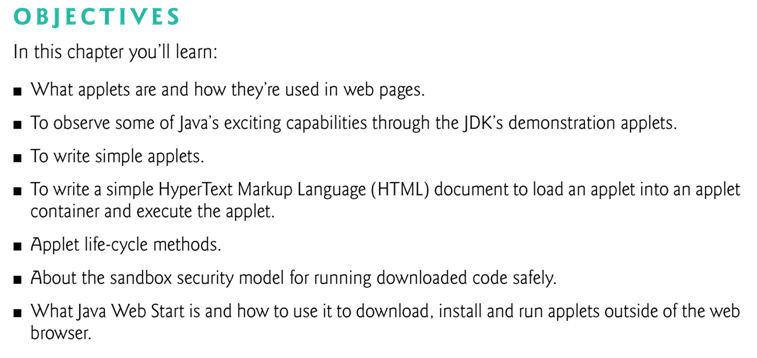 OBJECTIVES
In this chapter you’ll learn:
■ What applets are and how they’re used in web pages.
■ To observe some of Java’s exciting capabilities through the JDK’s demonstration applets.
■ To write simple applets.
■ To write a simple HyperText Markup Language (HTML) document to load an applet into an applet
container and execute the applet.
■ Applet life-cycle methods.
■ About the sandbox security model for running downloaded code safely.
■ What Java Web Start is and how to use it to download, install and run applets outside of the web
browser.